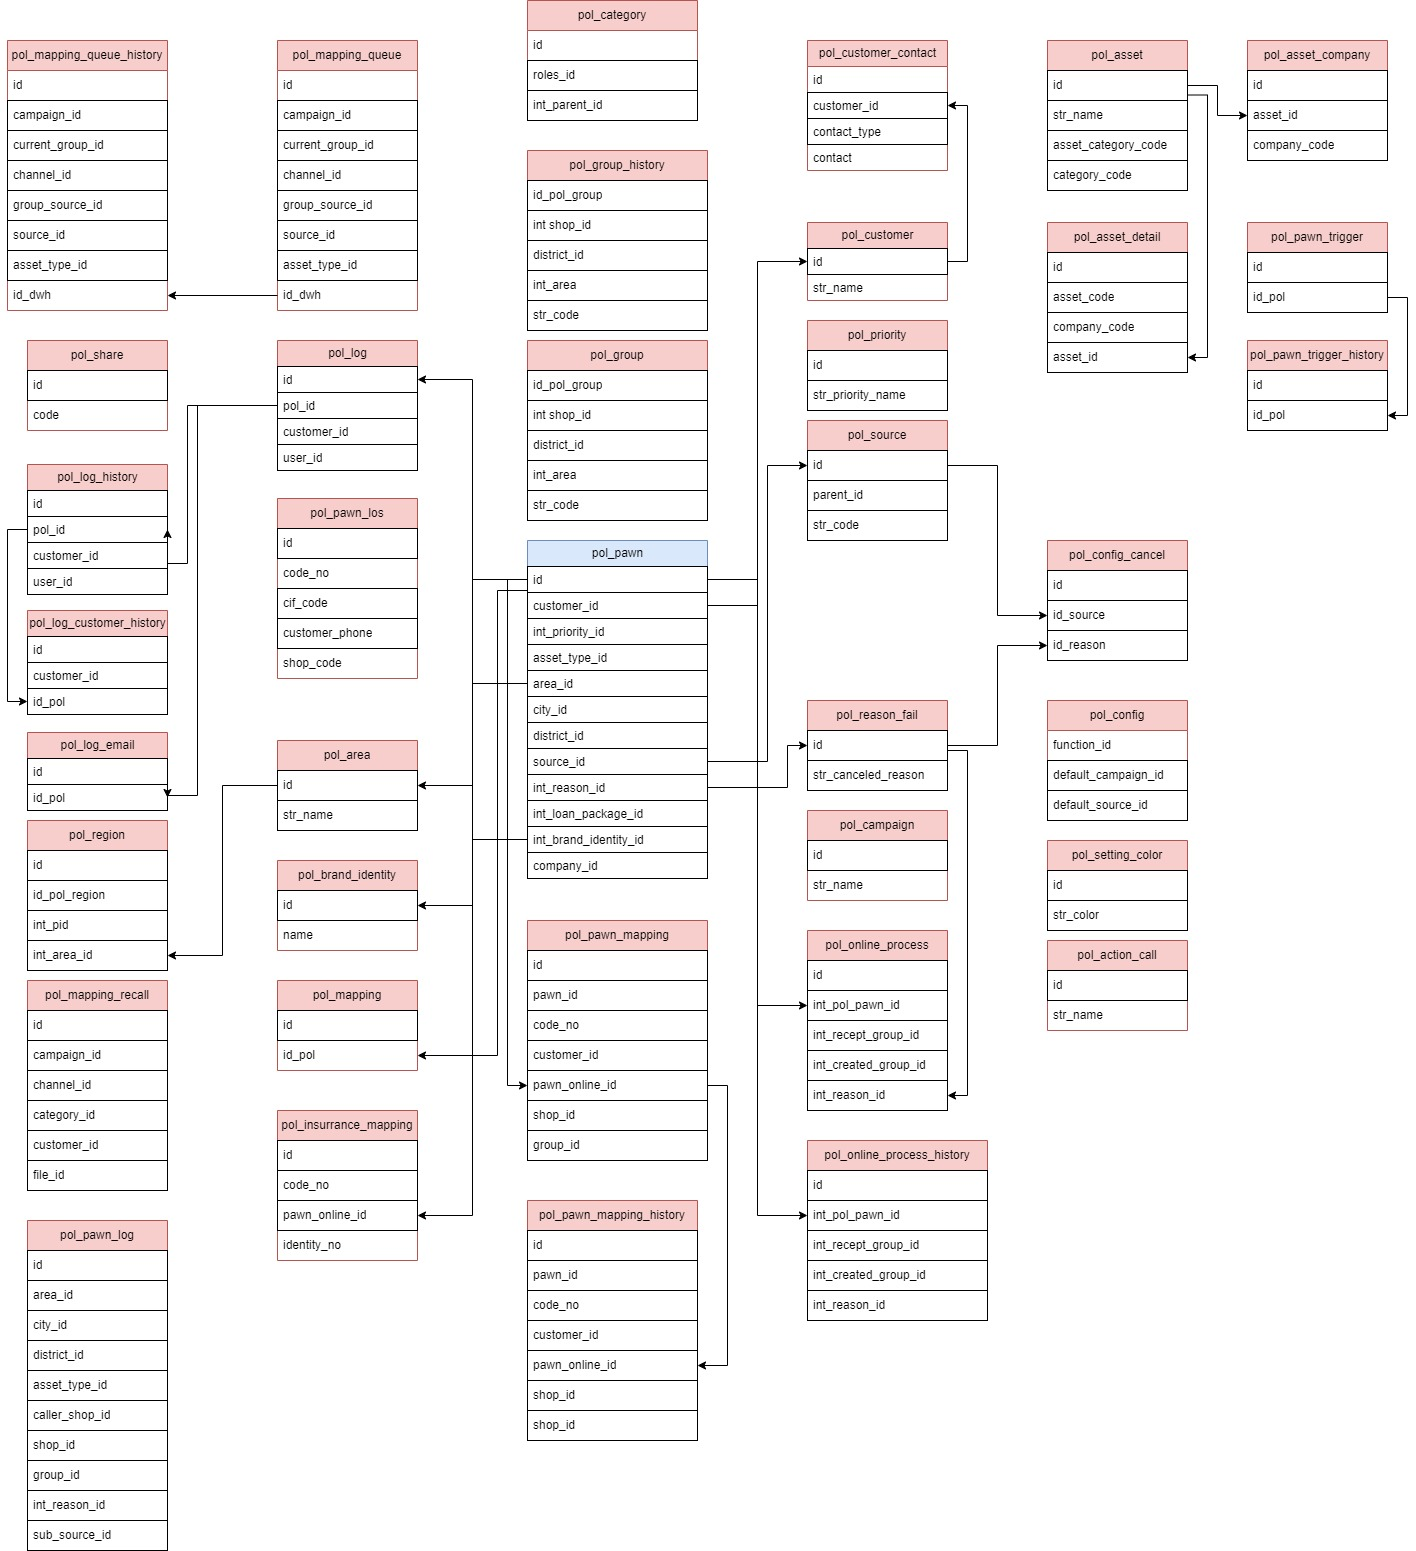 pol_mapping_queue_history
id
campaign_id
current_group_id
channel_id
group_source_id
source_id
asset_type_id
id_dwh
pol_share
id
code
pol_log_history
id
pol_id
customer_id
user_id
pol_log_customer_history
id
customer_id
id_pol
pol_log_email
id
id_pol
pol_region
id
id_pol_region
int_pid
int_area_id
pol_mapping_recall
id
campaign_id
channel_id
category_id
customer_id
file_id
pol_pawn_log
id
area_id
city_id
district_id
asset_type_id
caller_shop_id
shop_id
group_id
int_reason_id
sub_source_id
pol_mapping_queue
id
campaign_id
current_group_id
channel_id
group_source_id
source_id
asset_type_id
id_dwh
pol_log
id
pol_id
customer_id
user_id
pol_pawn_los
id
code_no
cif_code
customer_phone
shop_code
pol_area
id
str_name
pol_brand_identity
id
name
pol_mapping
id
id_pol
pol_insurrance_mapping
id
code_no
pawn_online_id
identity_no
pol_category
id
roles_id
int_parent_id
pol_group_history
id_pol_group
int shop_id
district_id
int_area
str_code
pol_group
id_pol_group
int shop_id
district_id
int_area
str_code
pol_pawn
id
customer_id
int_priority_id
asset_type_id
area_id
city_id
district_id
source_id
int_reason_id
int_loan_package_id
int_brand_identity_id
company_id
pol_pawn_mapping
id
pawn_id
code_no
customer_id
pawn_online_id
shop_id
group_id
pol_pawn_mapping_history
id
pawn_id
code_no
customer_id
pawn_online_id
shop_id
shop_id
pol_customer_contact
id
customer_id
contact_type
contact
pol_customer
id
str_name
pol_priority
id
str_priority_name
pol_source
id
parent_id
str_code
pol_reason_fail
id
str_canceled_reason
pol_campaign
id
str_name
pol_online_process
id
int_pol_pawn_id
int_recept_group_id
int_created_group_id
int_reason_id
pol_online_process_history
id
int_pol_pawn_id
int_recept_group_id
int_created_group_id
int_reason_id
pol_asset
id
str_name
asset_category_code
category_code
pol_asset_detail
id
asset_code
company_code
asset_id
pol_config_cancel
id
id_source
id_reason
pol_config
function_id
default_campaign_id
default_source_id
pol_setting_color
id
str_color
pol_action_call
id
str_name
pol_asset_company
id
asset_id
company_code
pol_pawn_trigger
id
id_pol
pol_pawn_trigger_history
id
id_pol